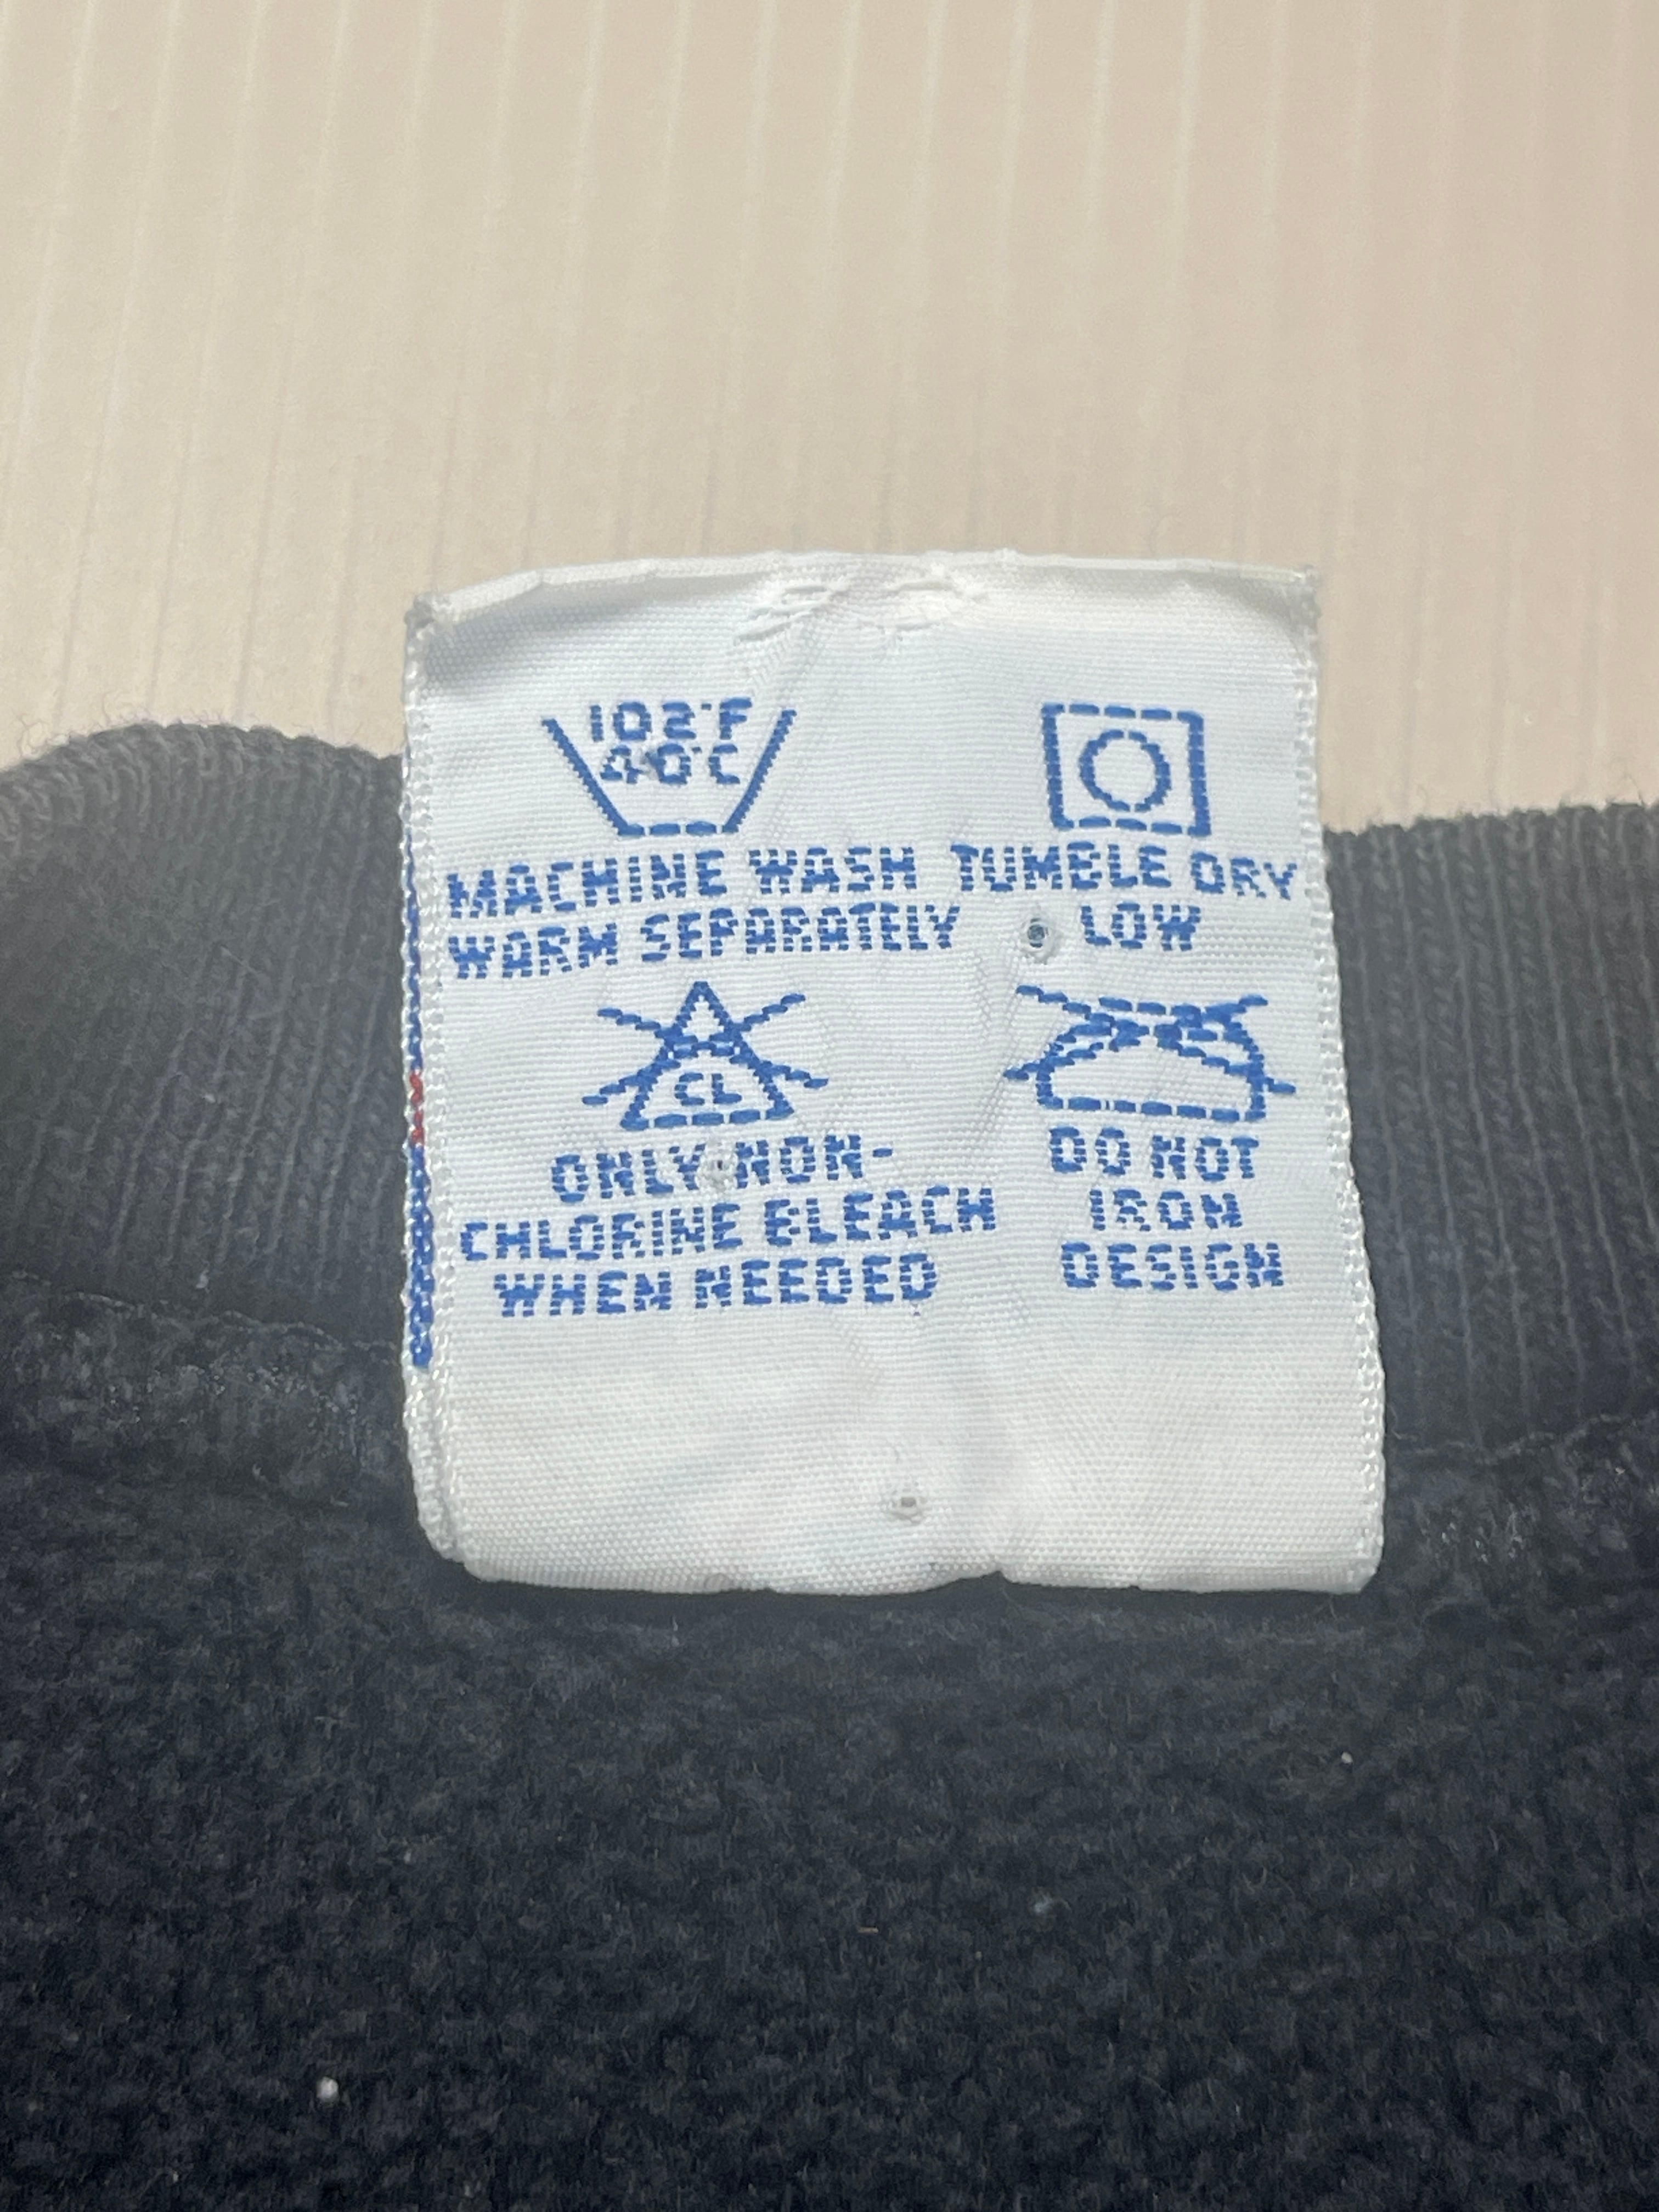 102°F
40°C
MACHINE WASH
WARM SEPARATELY
TUMBLE DRY
LOW
CL
ONLY NON-
CHLORINE BLEACH
WHEN NEEDED
DO NOT
IRON
DESIGN